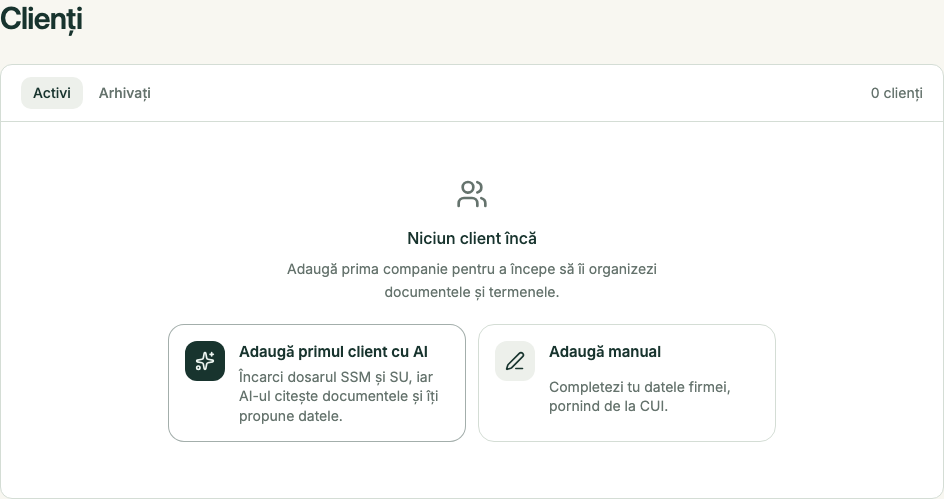 Clienți
Activi
Arhivați
0 clienți
Niciun client încă
Adaugă prima companie pentru a începe să îi organizezi
documentele și termenele.
Adaugă primul client cu AI
Încarci dosarul SSM și SU, iar
AI-ul citește documentele și îți
propune datele.
Adaugă manual
Completezi tu datele firmei,
pornind de la CUI.